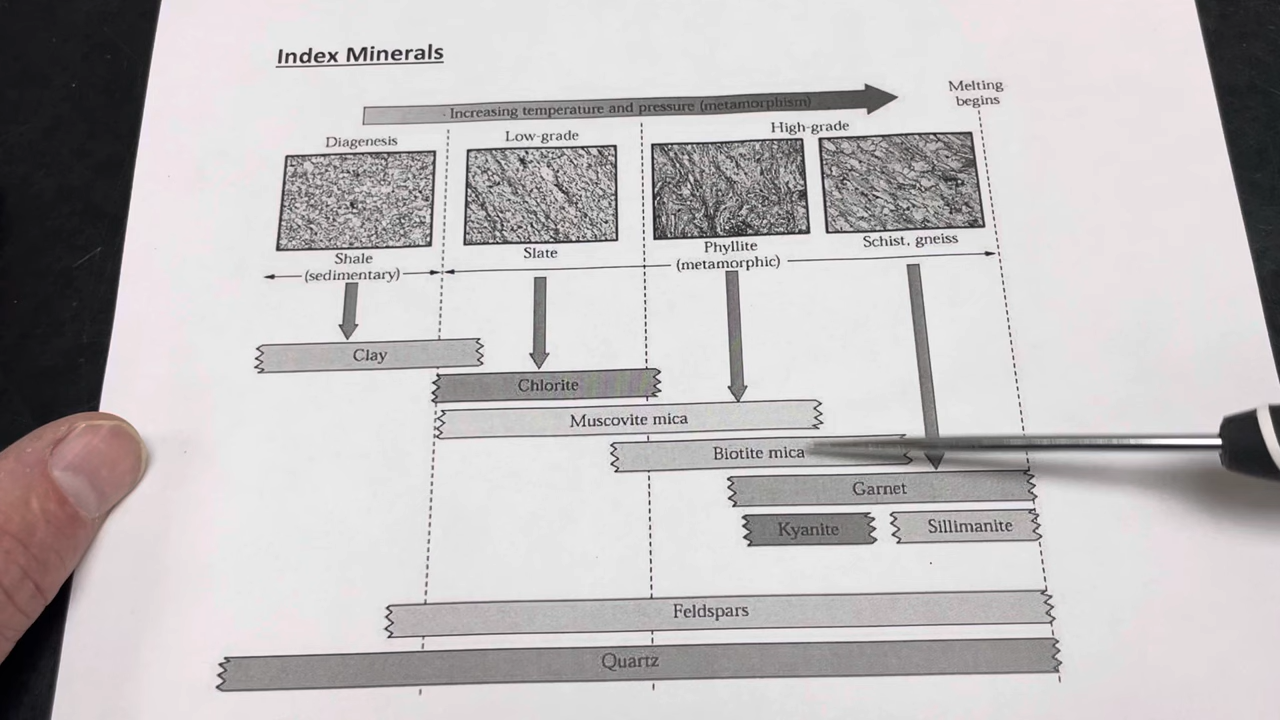 Index Minerals
Increasing temperature and pressure (metamorphism)
Melting
begins
Diagenesis
Low-grade
High-grade
Shale
(sedimentary)
Slate
Phyllite
(metamorphic)
Schist, gneiss
Clay
Chlorite
Muscovite mica
Biotite mica
Garnet
Kyanite
Sillimanite
Feldspars
Quartz